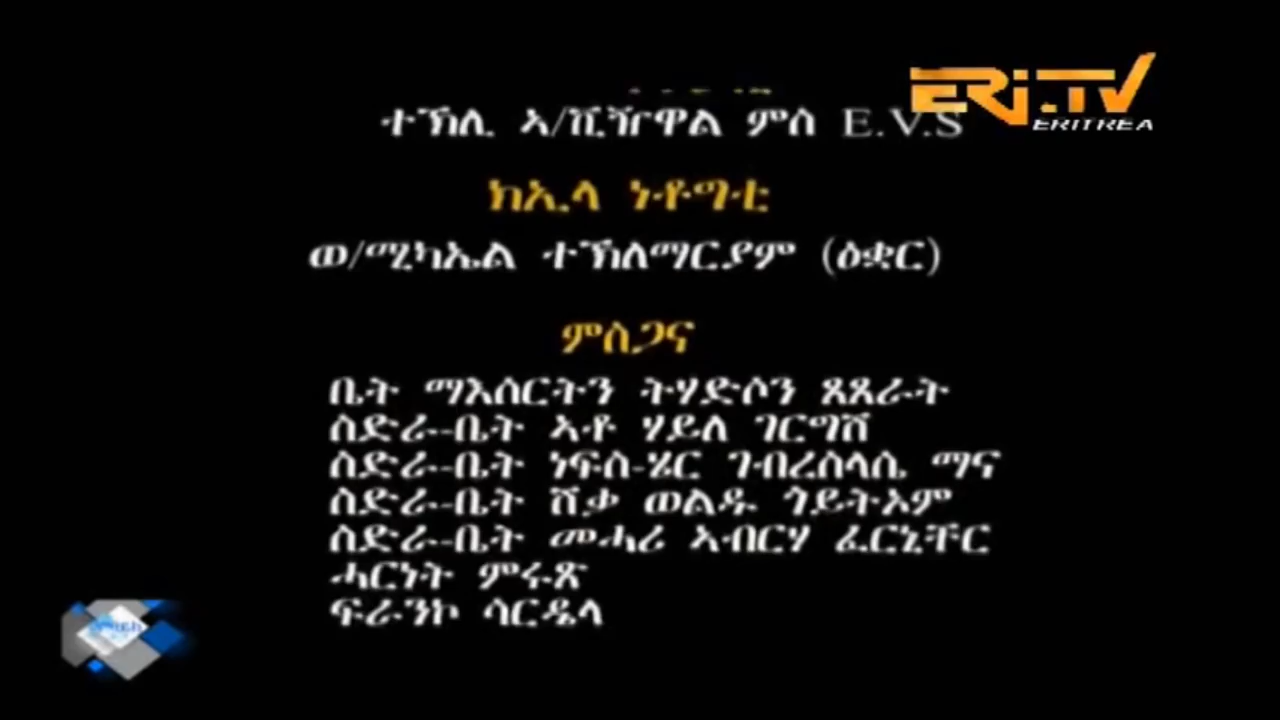 ERi.TV
ERITREA
ተኽሊ ኣ/ሺዥዋል ምስ E.V.S
ክኢላ ነቶግቲ
ወ/ሚካኤል ተኽለማርያም (ዕቋር)
ምስጋና
ቤት ማእሰርትን ትሃድሶን ጸጸራት
ስድራ-ቤት ኣቶ ሃይለ ገርግሽ
ስድራ-ቤት ነፍስ-ሄር ገብረስላሴ ማና
ስድራ-ቤት ሸቃ ወልዱ ጎይትኦም
ስድራ-ቤት መሓሪ ኣብርሃ ፈርኒቸር
ሓርነት ምሩጽ
ፍራንኮ ሳርዴላ